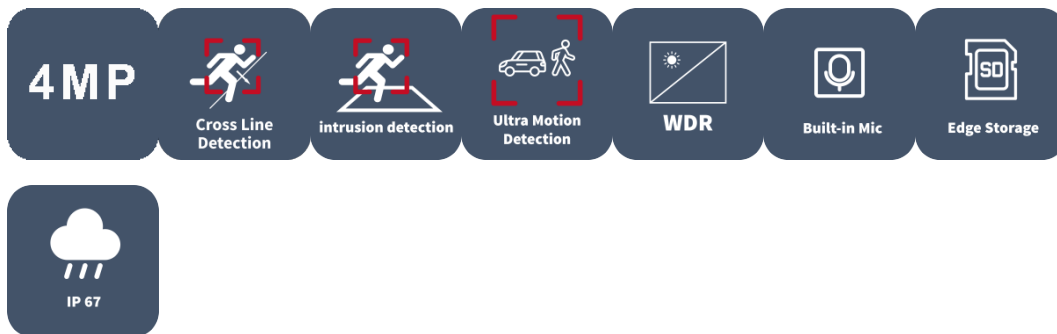 4MP
Cross Line
Detection
intrusion detection
Ultra Motion
Detection
WDR
Built-in Mic
SD
Edge Storage
IP 67